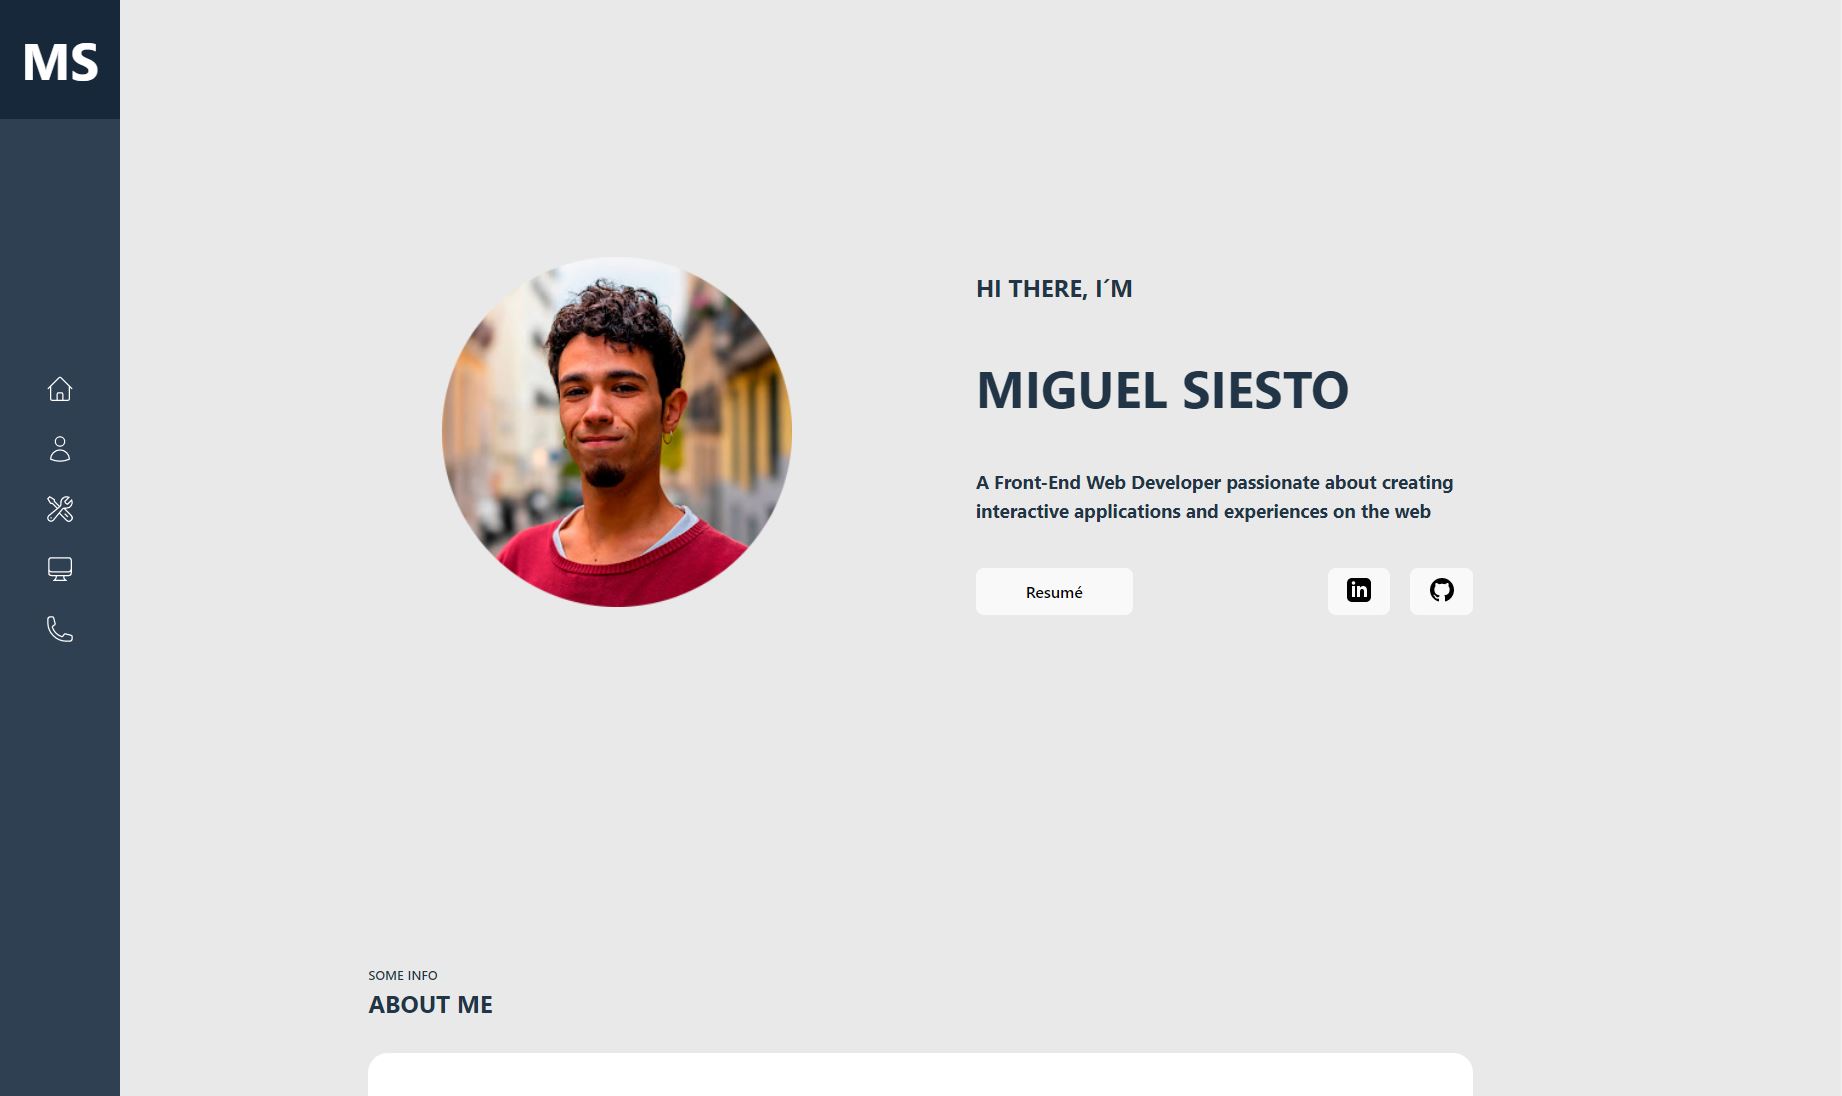 MS
HI THERE, I´M
MIGUEL SIESTO
A Front-End Web Developer passionate about creating
interactive applications and experiences on the web
Resumé
in
SOME INFO
ABOUT ME